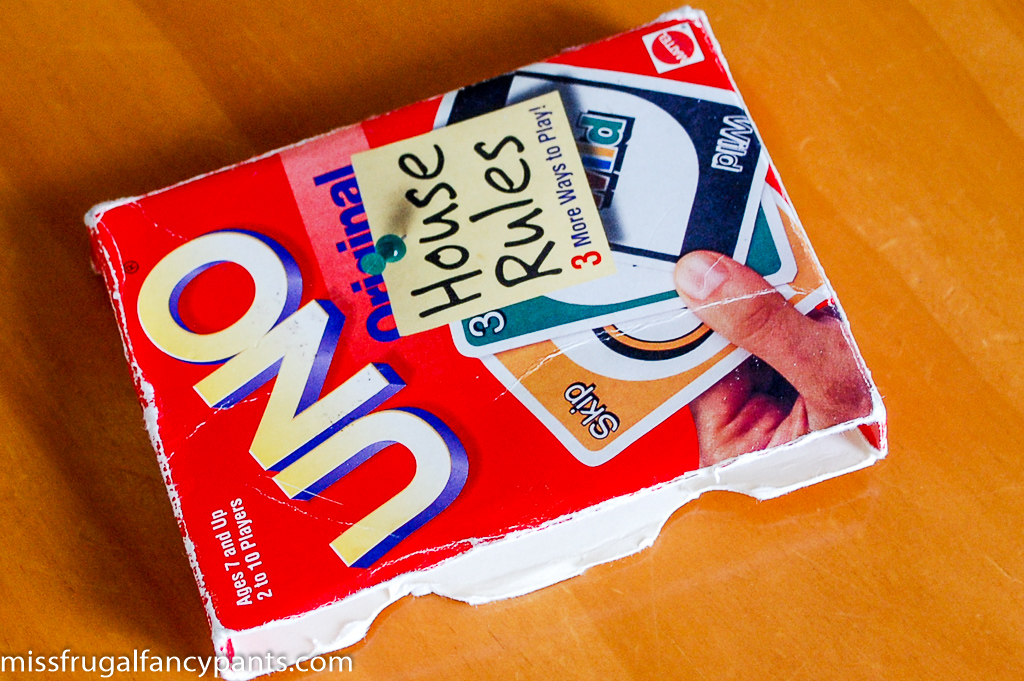 UNO
®
Original
House
Rules
3 More Ways to Play!
Wild
Wild
3
Skip
MATTEL
Ages 7 and Up
2 to 10 Players
missfrugalfancypants.com